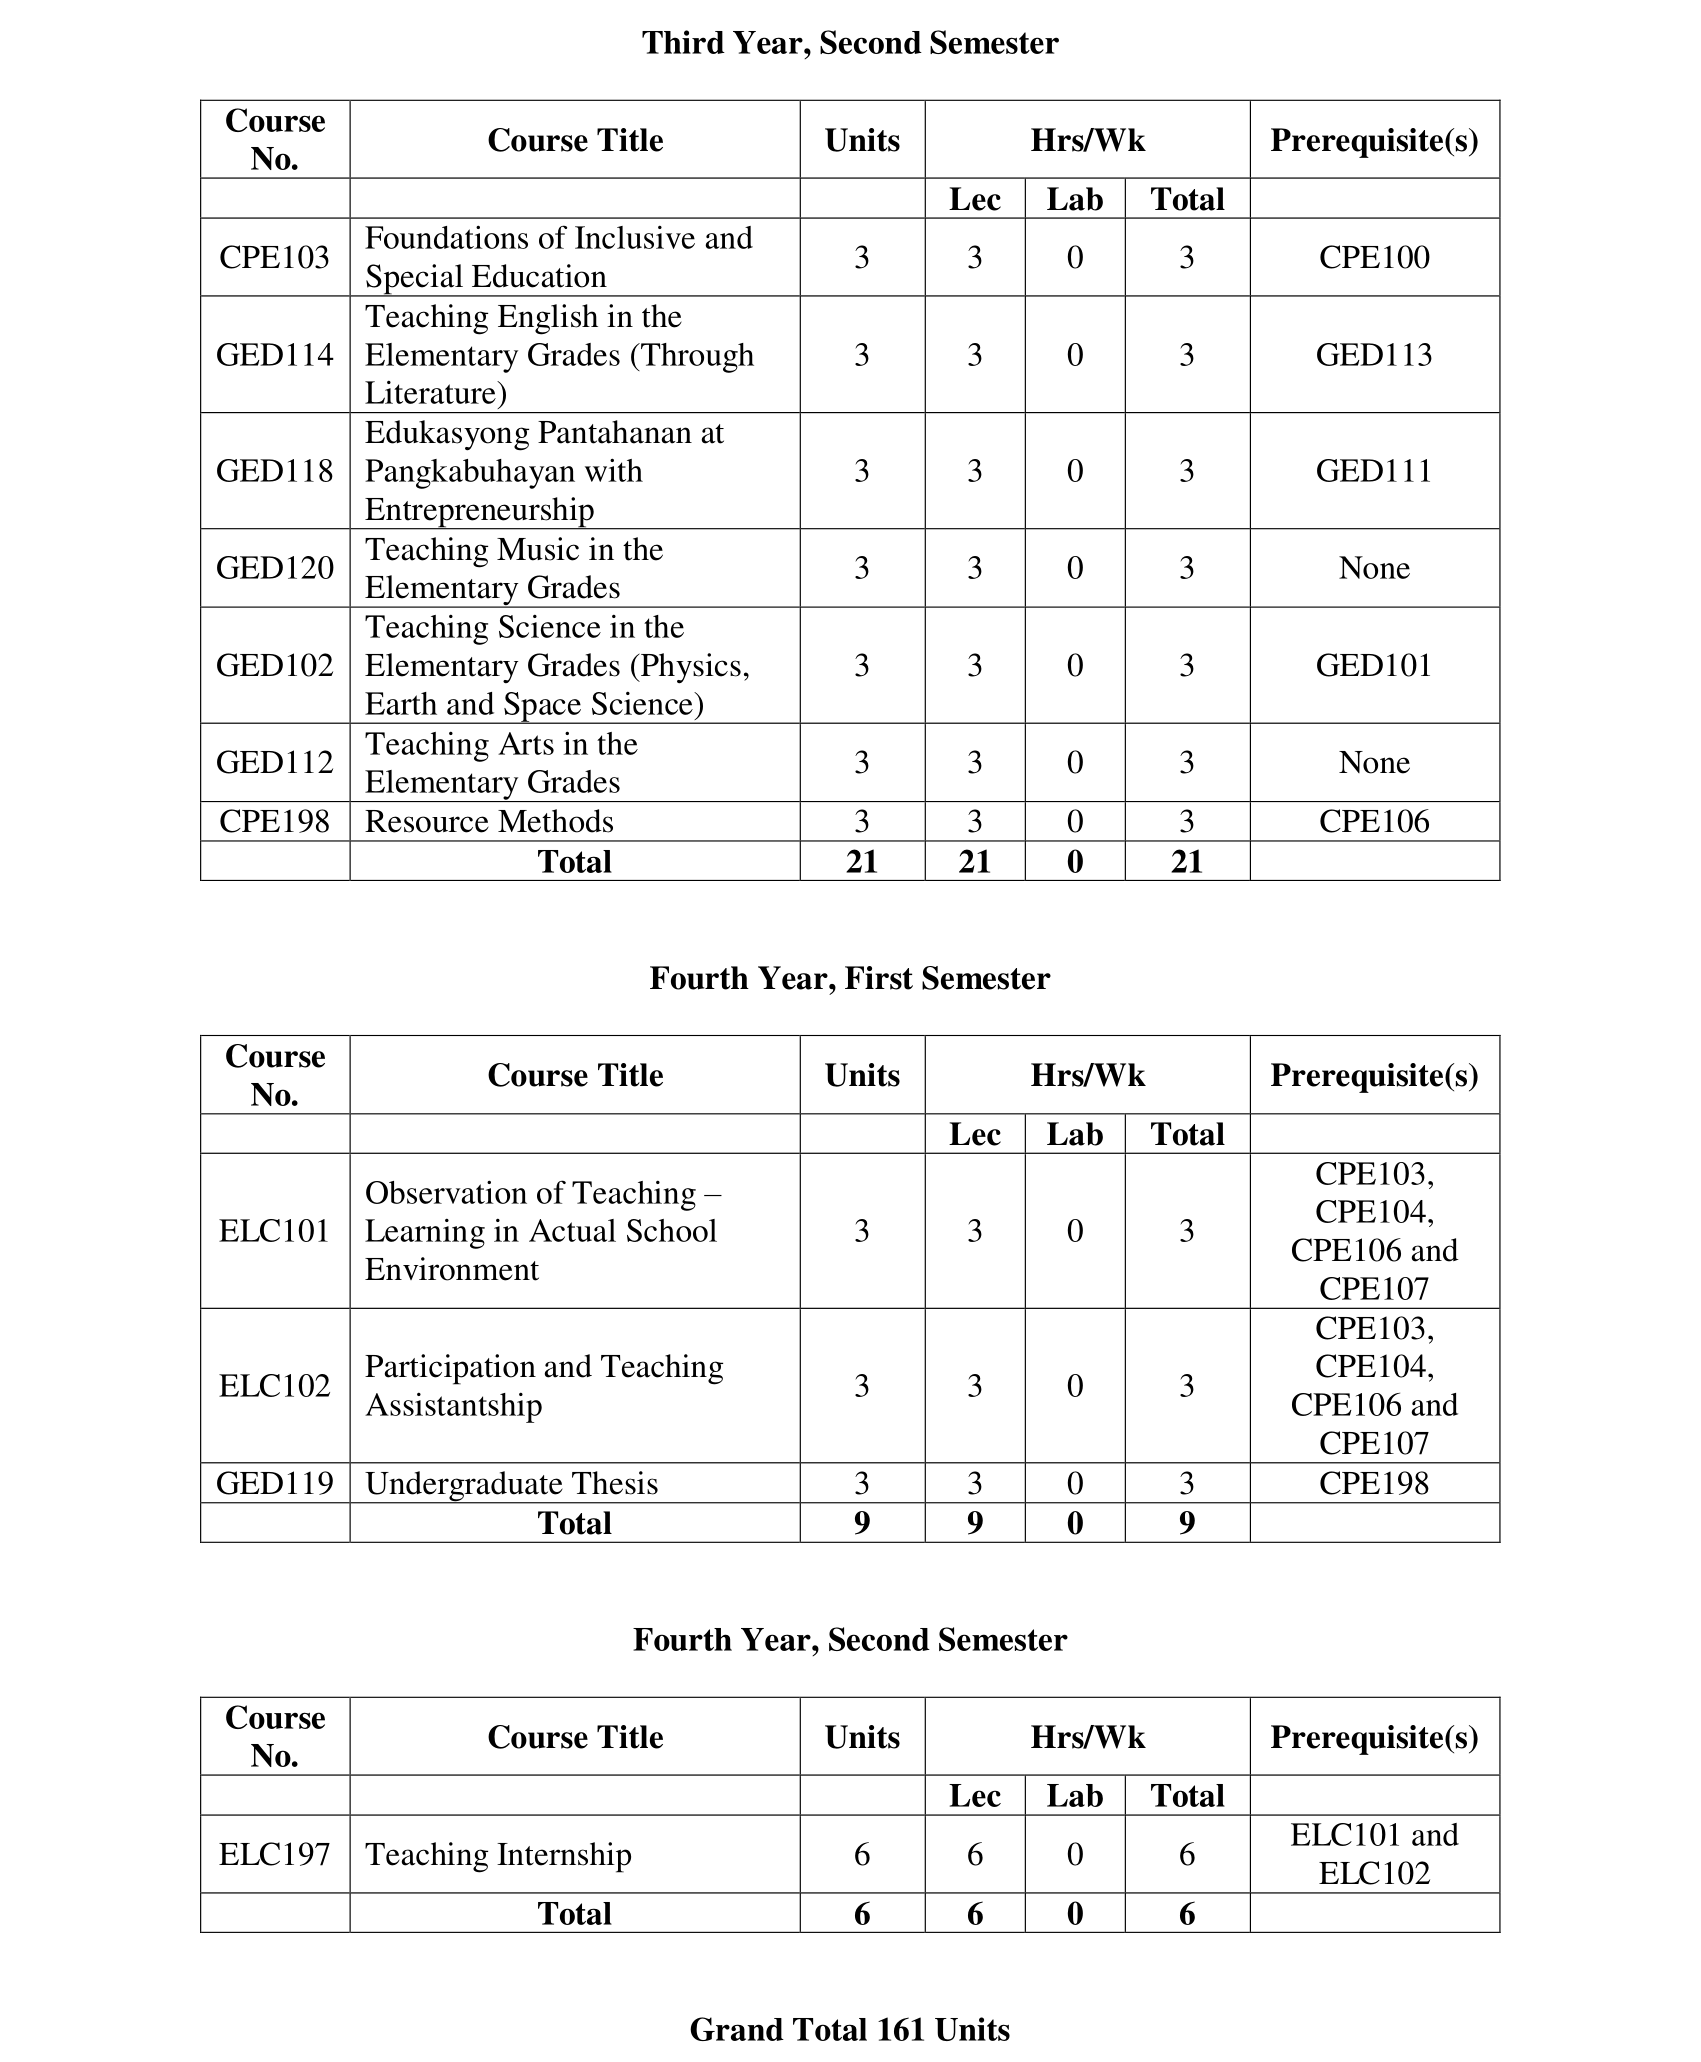 Third Year, Second Semester
Course No. Course Title Units Hrs/Wk Prerequisite(s)
Lec Lab Total
CPE103 Foundations of Inclusive and Special Education 3 3 0 3 CPE100
GED114 Teaching English in the Elementary Grades (Through Literature) 3 3 0 3 GED113
GED118 Edukasyong Pantahanan at Pangkabuhayan with Entrepreneurship 3 3 0 3 GED111
GED120 Teaching Music in the Elementary Grades 3 3 0 3 None
GED102 Teaching Science in the Elementary Grades (Physics, Earth and Space Science) 3 3 0 3 GED101
GED112 Teaching Arts in the Elementary Grades 3 3 0 3 None
CPE198 Resource Methods 3 3 0 3 CPE106
Total 21 21 0 21
Fourth Year, First Semester
Course No. Course Title Units Hrs/Wk Prerequisite(s)
Lec Lab Total
ELC101 Observation of Teaching – Learning in Actual School Environment 3 3 0 3 CPE103, CPE104, CPE106 and CPE107
ELC102 Participation and Teaching Assistantship 3 3 0 3 CPE103, CPE104, CPE106 and CPE107
GED119 Undergraduate Thesis 3 3 0 3 CPE198
Total 9 9 0 9
Fourth Year, Second Semester
Course No. Course Title Units Hrs/Wk Prerequisite(s)
Lec Lab Total
ELC197 Teaching Internship 6 6 0 6 ELC101 and ELC102
Total 6 6 0 6
Grand Total 161 Units